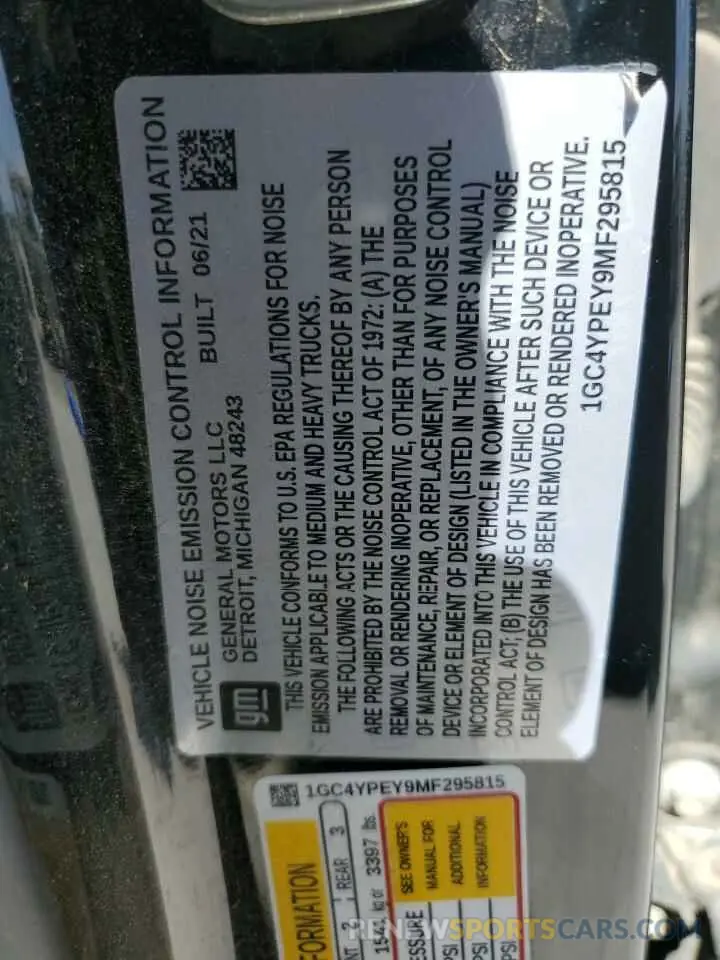 VEHICLE NOISE EMISSION CONTROL INFORMATION
gm
GENERAL MOTORS LLC
DETROIT, MICHIGAN 48243
BUILT 06/21
THIS VEHICLE CONFORMS TO U.S. EPA REGULATIONS FOR NOISE
EMISSION APPLICABLE TO MEDIUM AND HEAVY TRUCKS.
THE FOLLOWING ACTS OR THE CAUSING THEREOF BY ANY PERSON
ARE PROHIBITED BY THE NOISE CONTROL ACT OF 1972; (A) THE
REMOVAL OR RENDERING INOPERATIVE, OTHER THAN FOR PURPOSES
OF MAINTENANCE, REPAIR, OR REPLACEMENT, OF ANY NOISE CONTROL
DEVICE OR ELEMENT OF DESIGN (LISTED IN THE OWNER'S MANUAL)
INCORPORATED INTO THIS VEHICLE IN COMPLIANCE WITH THE NOISE
CONTROL ACT; (B) THE USE OF THIS VEHICLE AFTER SUCH DEVICE OR
ELEMENT OF DESIGN HAS BEEN REMOVED OR RENDERED INOPERATIVE.
1GC4YPEY9MF295815
1GC4YPEY9MF295815
REAR 3
kg or 3397 lbs.
SEE OWNER'S
MANUAL FOR
ADDITIONAL
INFORMATION
PSI
PSI
PSI
RENEWSPORTSCARS.COM